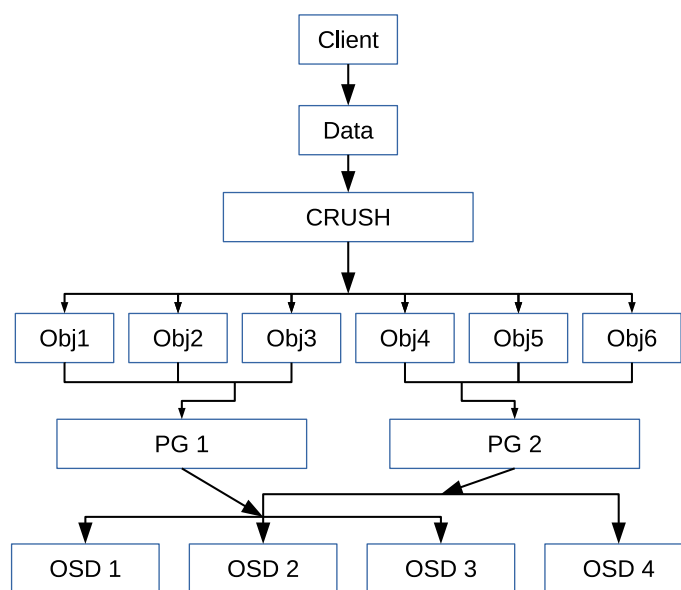 Client
Data
CRUSH
Obj1 Obj2 Obj3 Obj4 Obj5 Obj6
PG 1 PG 2
OSD 1 OSD 2 OSD 3 OSD 4